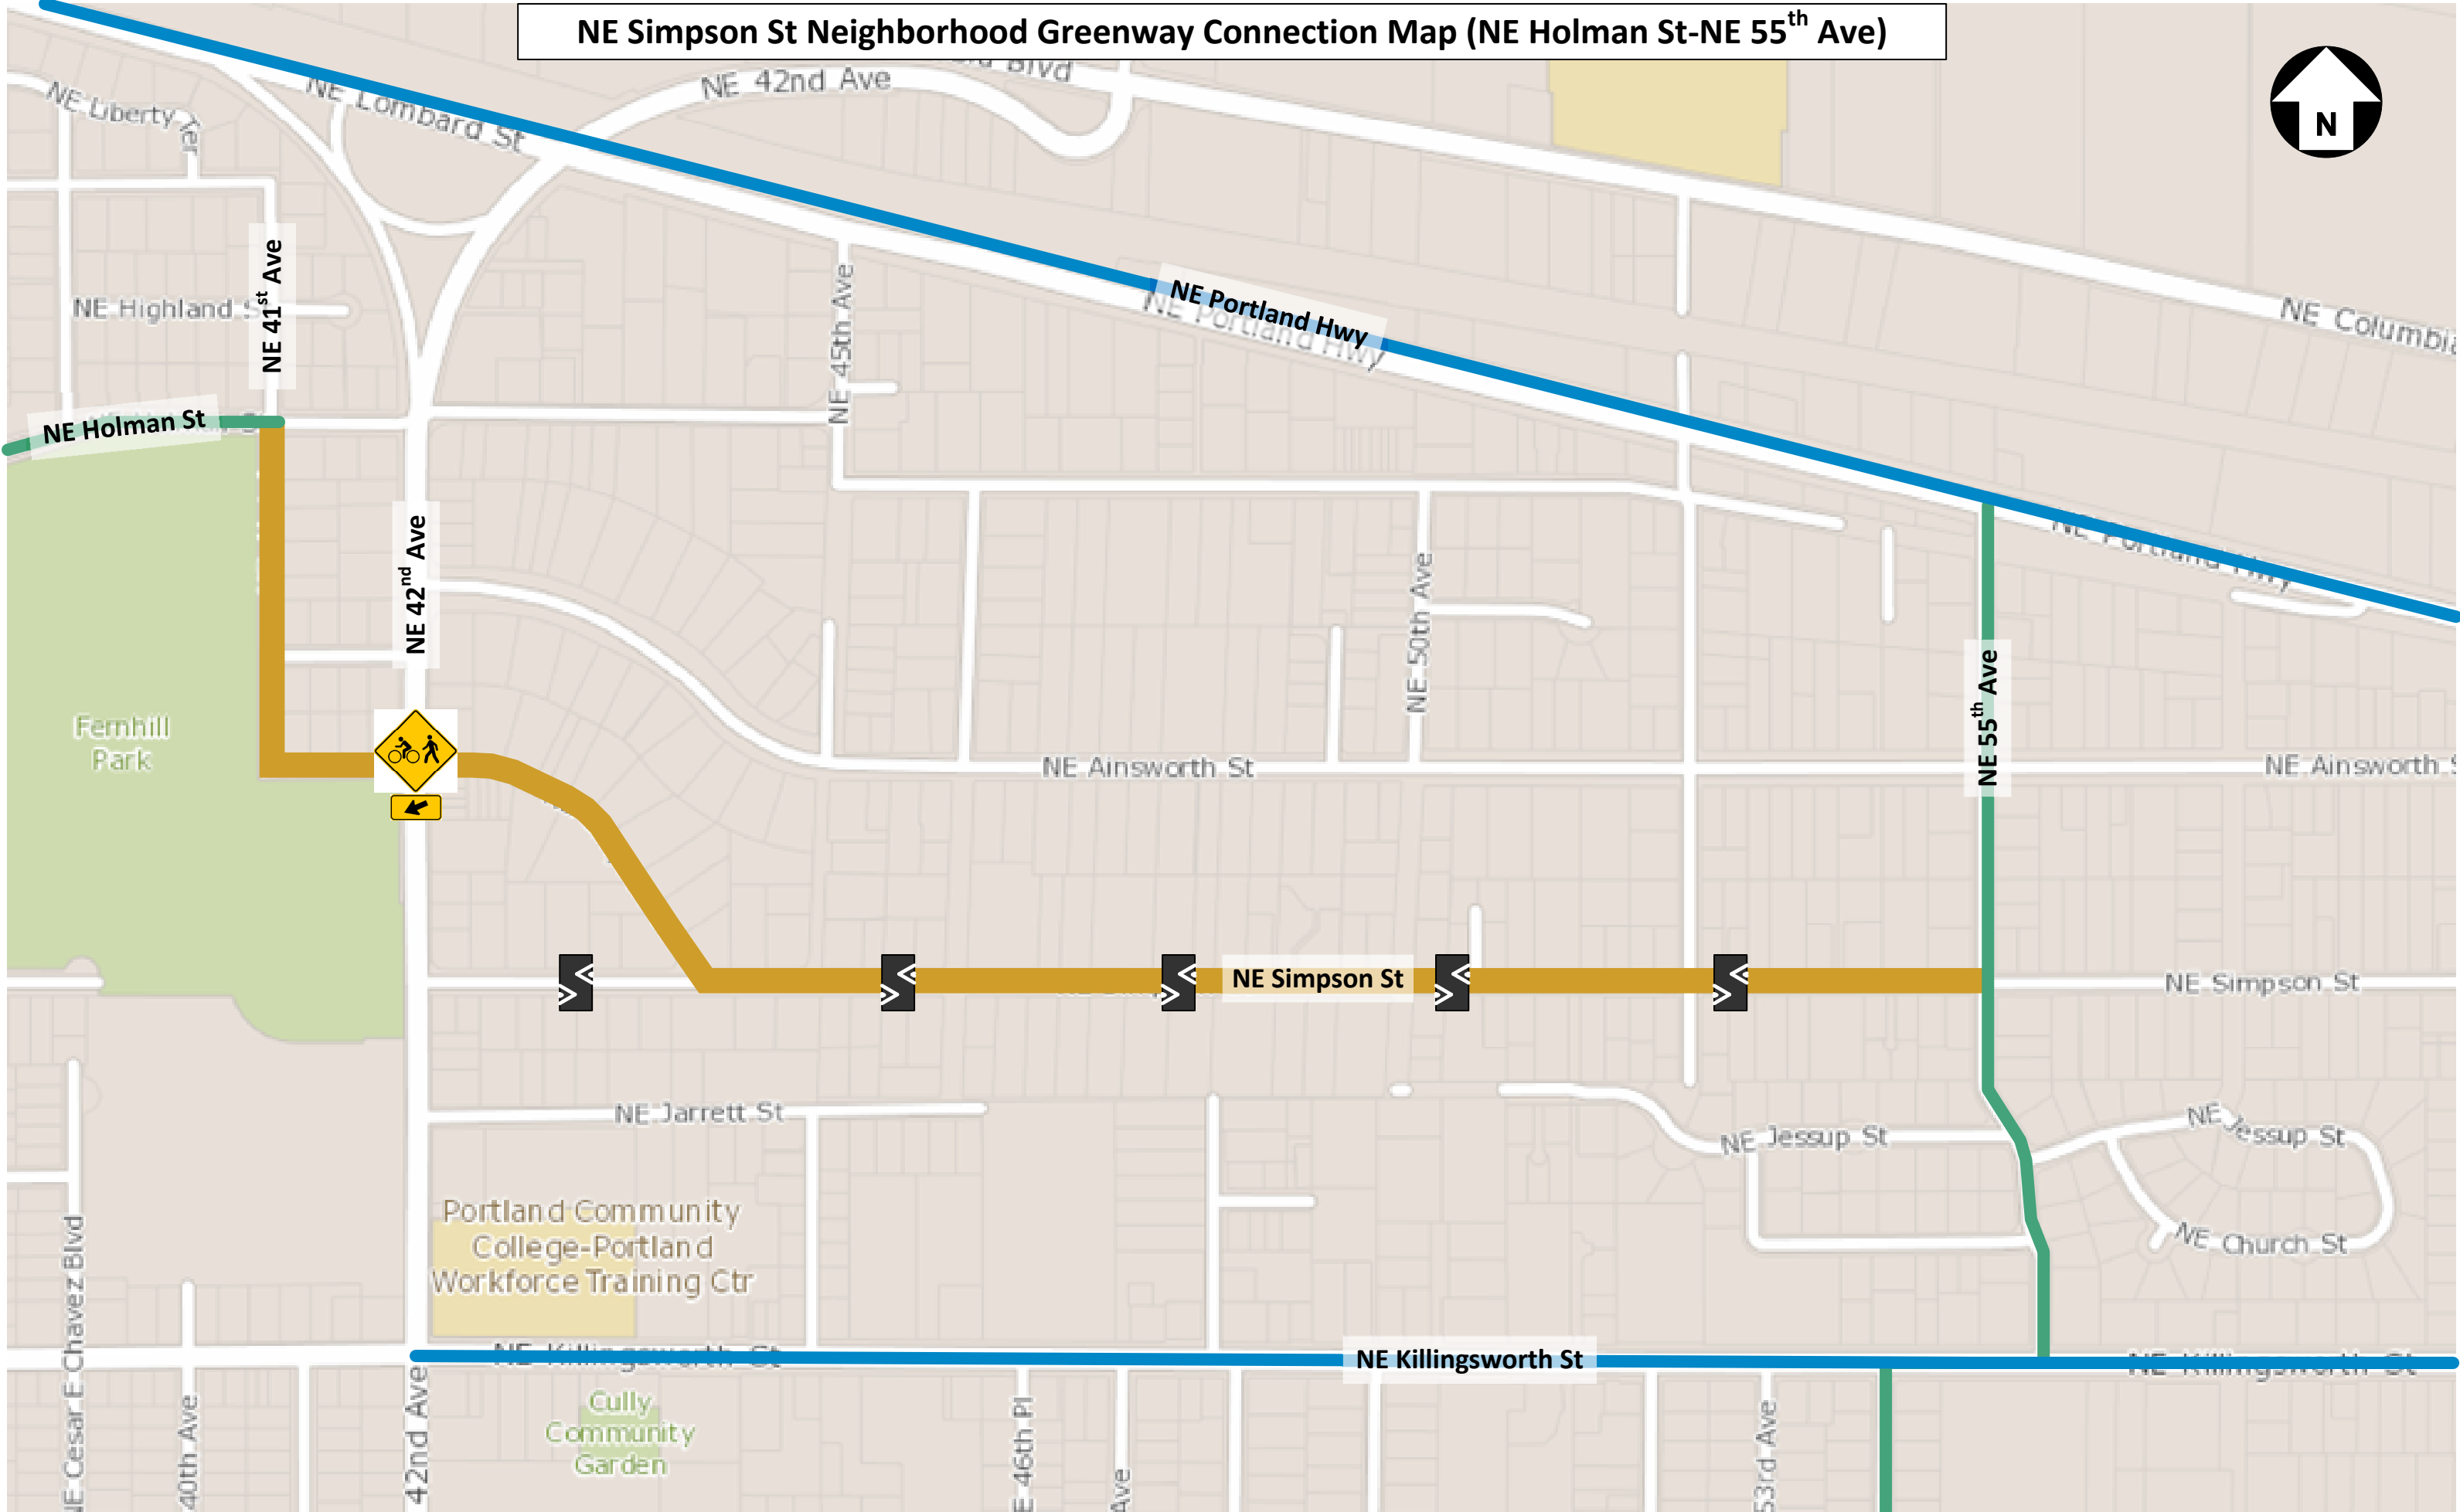 NE Simpson St Neighborhood Greenway Connection Map (NE Holman St-NE 55th Ave)
N
Blvd
NE 42nd Ave
NE Liberty Ter
NE Lombard St
NE 41st Ave
NE Highland S
NE 45th Ave
NE Portland Hwy
NE Portland Hwy
NE Columbia
NE Holman St
NE 42nd Ave
NE Portland Hwy
NE 50th Ave
NE 55th Ave
Fernhill
Park
NE Ainsworth St
NE Ainsworth S
NE Simpson St
NE Simpson St
NE Jarrett St
NE Jessup St
NE Jessup St
NE Church St
Portland Community
College-Portland
Workforce Training Ctr
NE Cesar E Chavez Blvd
NE Killingsworth St
NE Killingsworth St
NE Killingsworth St
Cully
Community
Garden
40th Ave
42nd Ave
E 46th Pl
Ave
53rd Ave